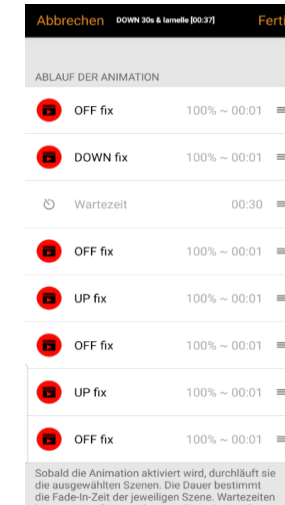 Abbrechen DOWN 30s & lamelle [00:37] Ferti
ABLAUF DER ANIMATION
OFF fix 100% ~ 00:01
DOWN fix 100% ~ 00:01
Wartezeit 00:30
OFF fix 100% ~ 00:01
UP fix 100% ~ 00:01
OFF fix 100% ~ 00:01
UP fix 100% ~ 00:01
OFF fix 100% ~ 00:01
Sobald die Animation aktiviert wird, durchläuft sie
die ausgewählten Szenen. Die Dauer bestimmt
die Fade-In-Zeit der jeweiligen Szene. Wartezeiten